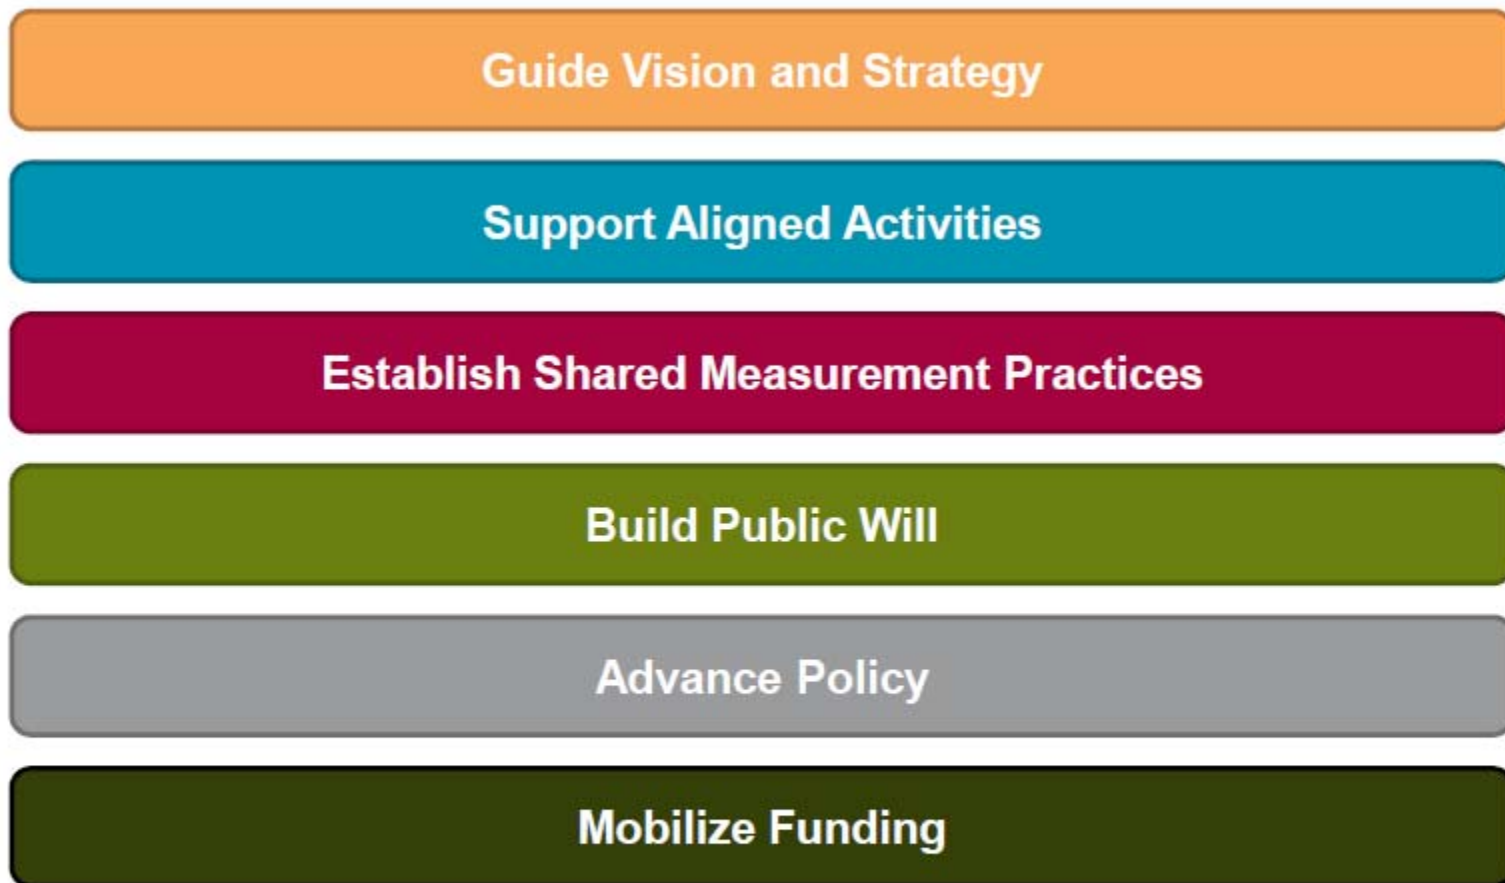 Guide Vision and Strategy
Support Aligned Activities
Establish Shared Measurement Practices
Build Public Will
Advance Policy
Mobilize Funding